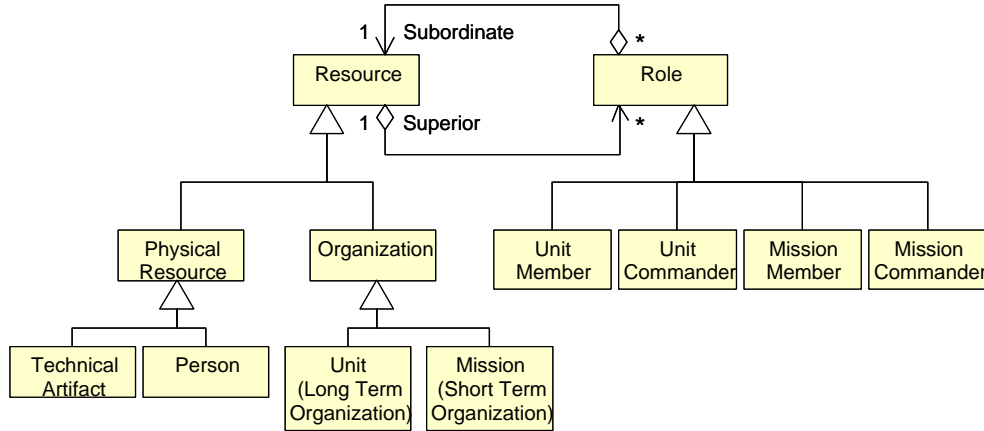 1 Subordinate
*
Resource
Role
1 Superior
*
Physical
Resource
Organization
Unit
Member
Unit
Commander
Mission
Member
Mission
Commander
Technical
Artifact
Person
Unit
(Long Term
Organization)
Mission
(Short Term
Organization)